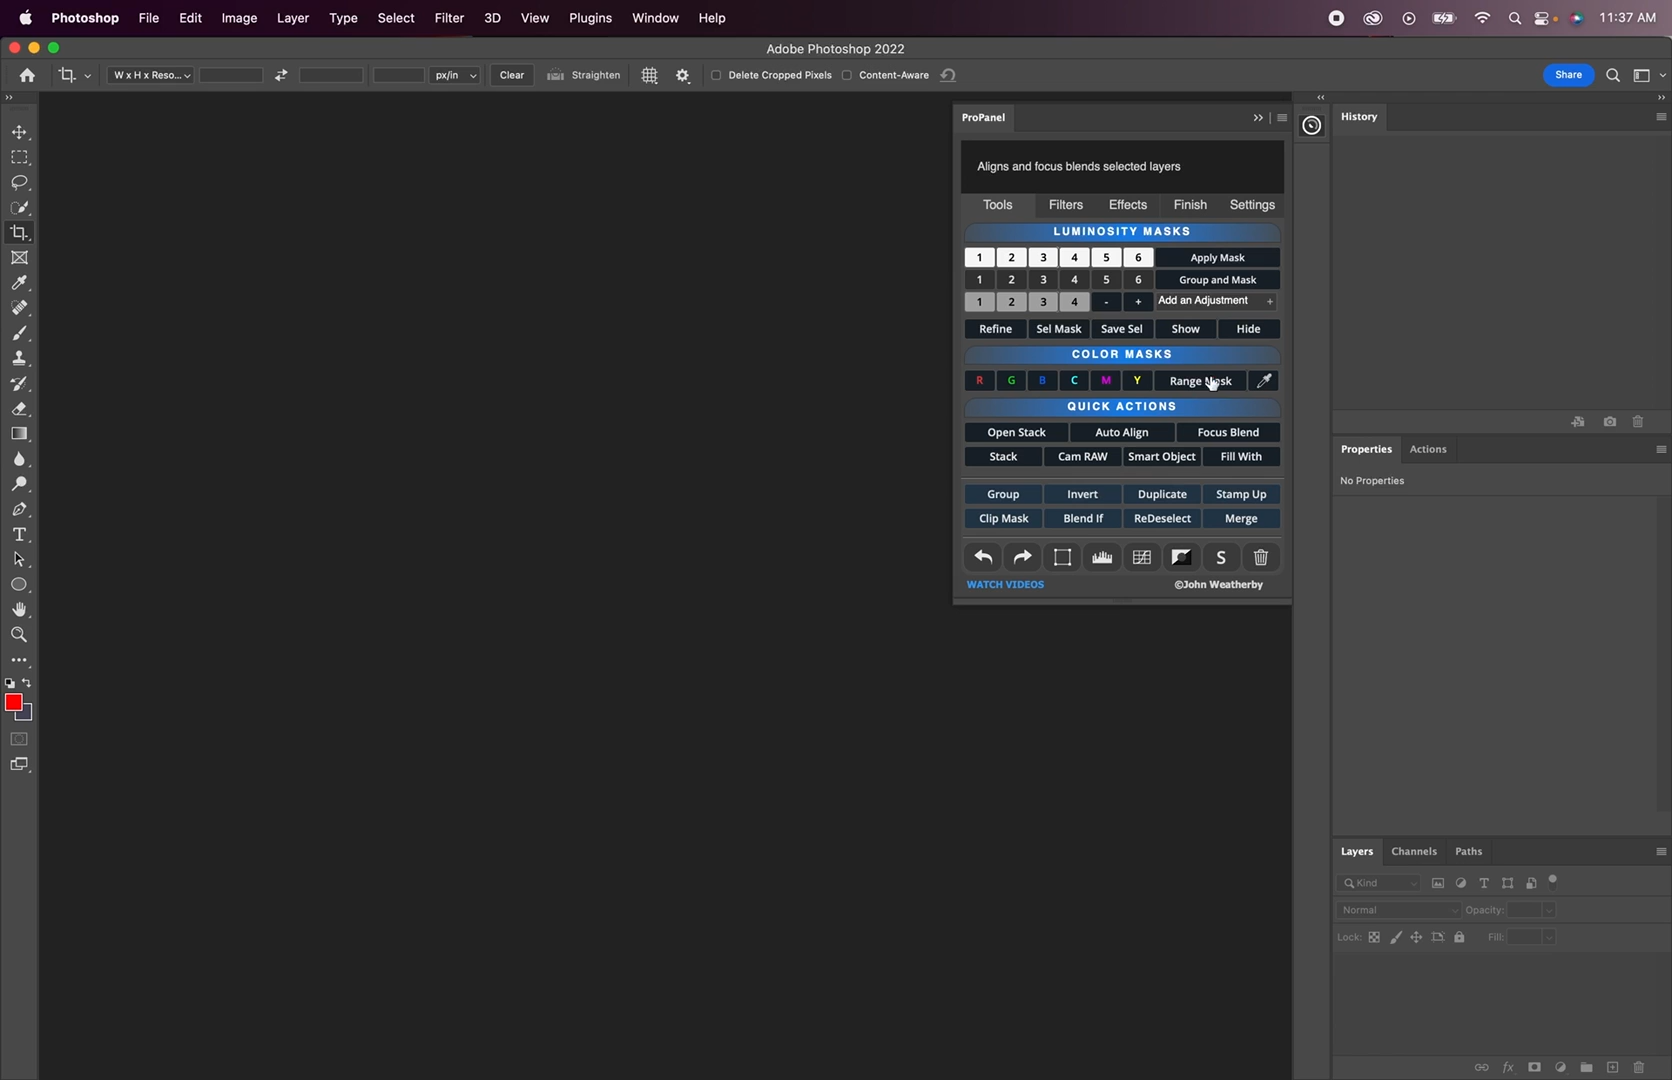 Photoshop File Edit Image Layer Type Select Filter 3D View Plugins Window Help 11:37 AM
Adobe Photoshop 2022
W x H x Reso... px/in Clear Straighten Delete Cropped Pixels Content-Aware Share
ProPanel
History
Aligns and focus blends selected layers
Tools Filters Effects Finish Settings
LUMINOSITY MASKS
1 2 3 4 5 6 Apply Mask
1 2 3 4 5 6 Group and Mask
1 2 3 4 - + Add an Adjustment +
Refine Sel Mask Save Sel Show Hide
COLOR MASKS
R G B C M Y Range Mask
QUICK ACTIONS
Open Stack Auto Align Focus Blend
Stack Cam RAW Smart Object Fill With
Group Invert Duplicate Stamp Up
Clip Mask Blend If ReDeselect Merge
S
WATCH VIDEOS ©John Weatherby
Properties Actions
No Properties
Layers Channels Paths
Kind
Normal Opacity:
Lock: Fill:
fx